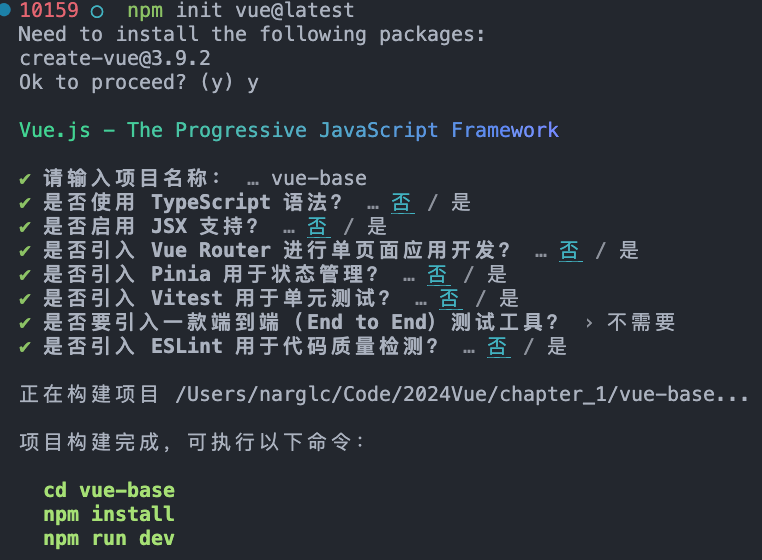 10159 ○ npm init vue@latest
Need to install the following packages:
create-vue@3.9.2
Ok to proceed? (y) y
Vue.js - The Progressive JavaScript Framework
✔ 请输入项目名称： … vue-base
✔ 是否使用 TypeScript 语法？ … 否 / 是
✔ 是否启用 JSX 支持？ … 否 / 是
✔ 是否引入 Vue Router 进行单页面应用开发？ … 否 / 是
✔ 是否引入 Pinia 用于状态管理？ … 否 / 是
✔ 是否引入 Vitest 用于单元测试？ … 否 / 是
✔ 是否要引入一款端到端（End to End）测试工具？ › 不需要
✔ 是否引入 ESLint 用于代码质量检测？ … 否 / 是
正在构建项目 /Users/narglc/Code/2024Vue/chapter_1/vue-base...
项目构建完成，可执行以下命令：
cd vue-base
npm install
npm run dev